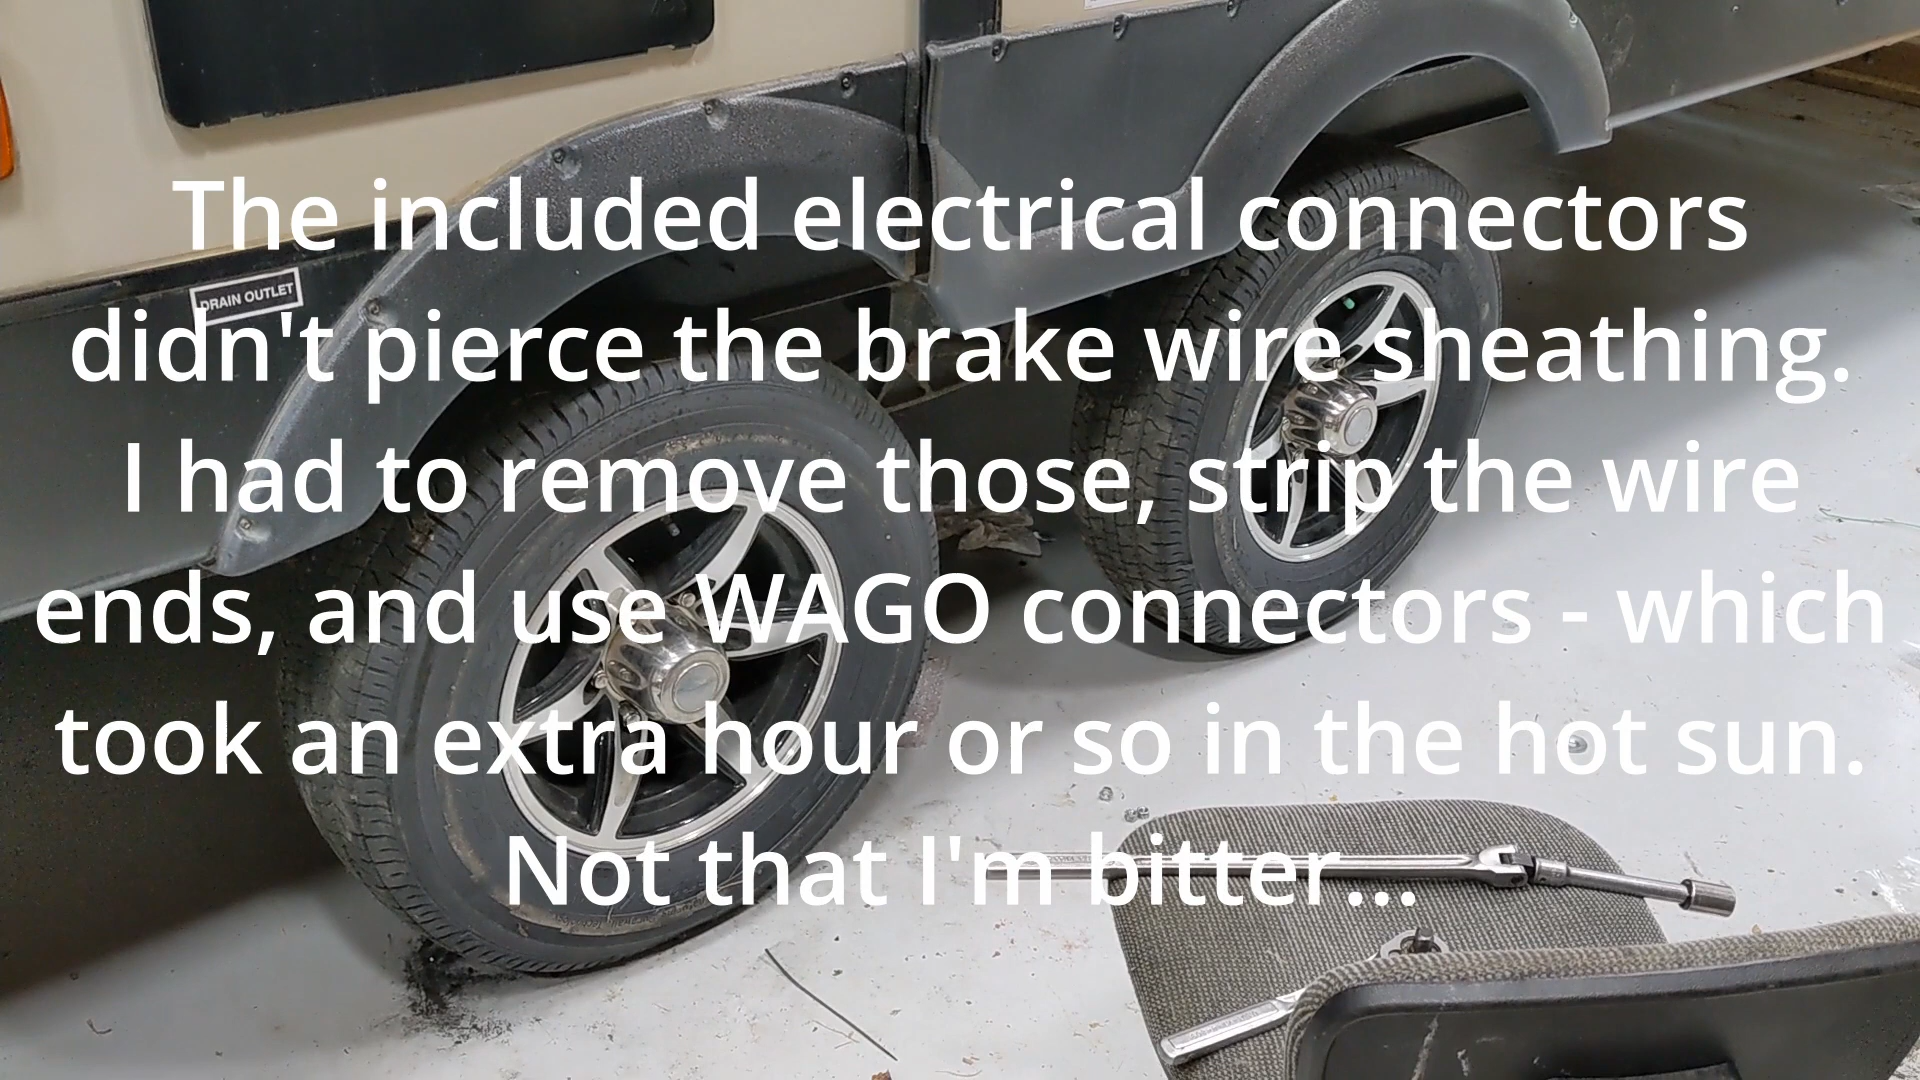 DRAIN OUTLET
The included electrical connectors
didn't pierce the brake wire sheathing.
I had to remove those, strip the wire
ends, and use WAGO connectors - which
took an extra hour or so in the hot sun.
Not that I'm bitter...